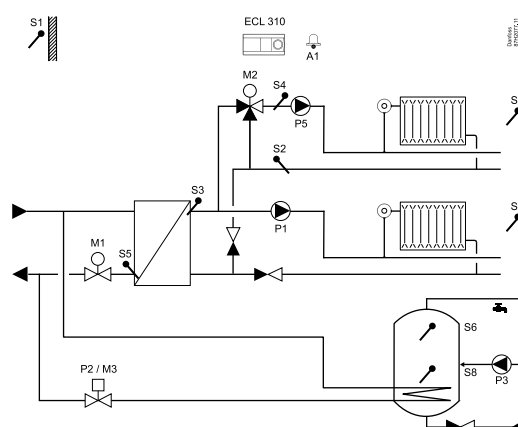 S1
ECL 310
A1
Danfoss
87H2077.11
M2
S4
P5
S
S2
S3
P1
S
M1
S5
S6
S8
P3
P2 / M3